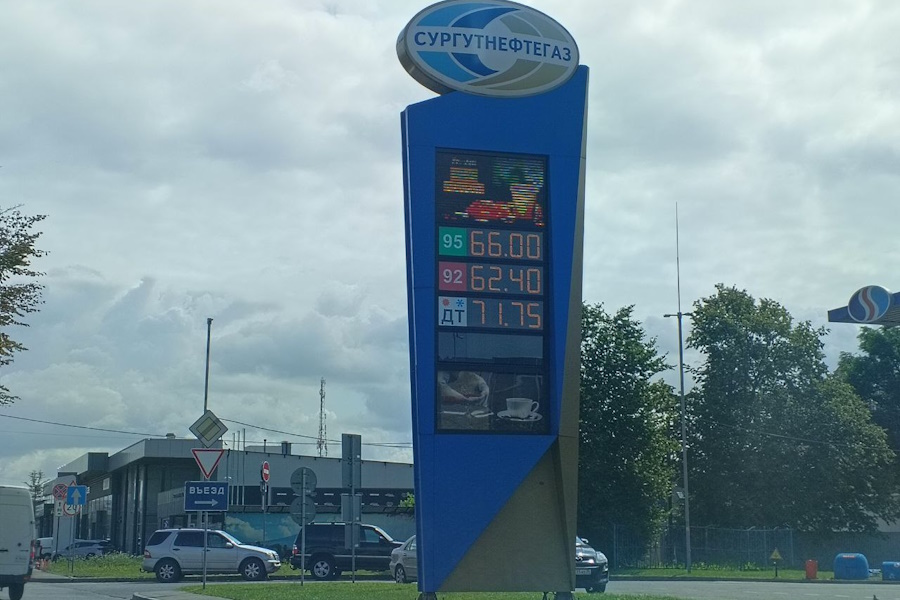 СУРГУТНЕФТЕГАЗ
95 66.00
92 62.40
ДТ 71.75
ВЪЕЗД